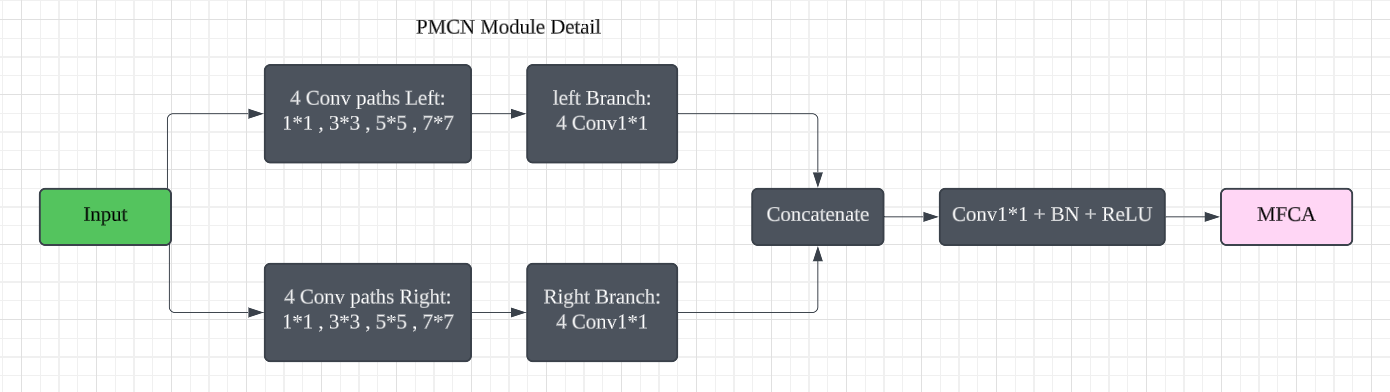 PMCN Module Detail
4 Conv paths Left:
1*1 , 3*3 , 5*5 , 7*7
left Branch:
4 Conv1*1
Input
Concatenate
Conv1*1 + BN + ReLU
MFCA
4 Conv paths Right:
1*1 , 3*3 , 5*5 , 7*7
Right Branch:
4 Conv1*1